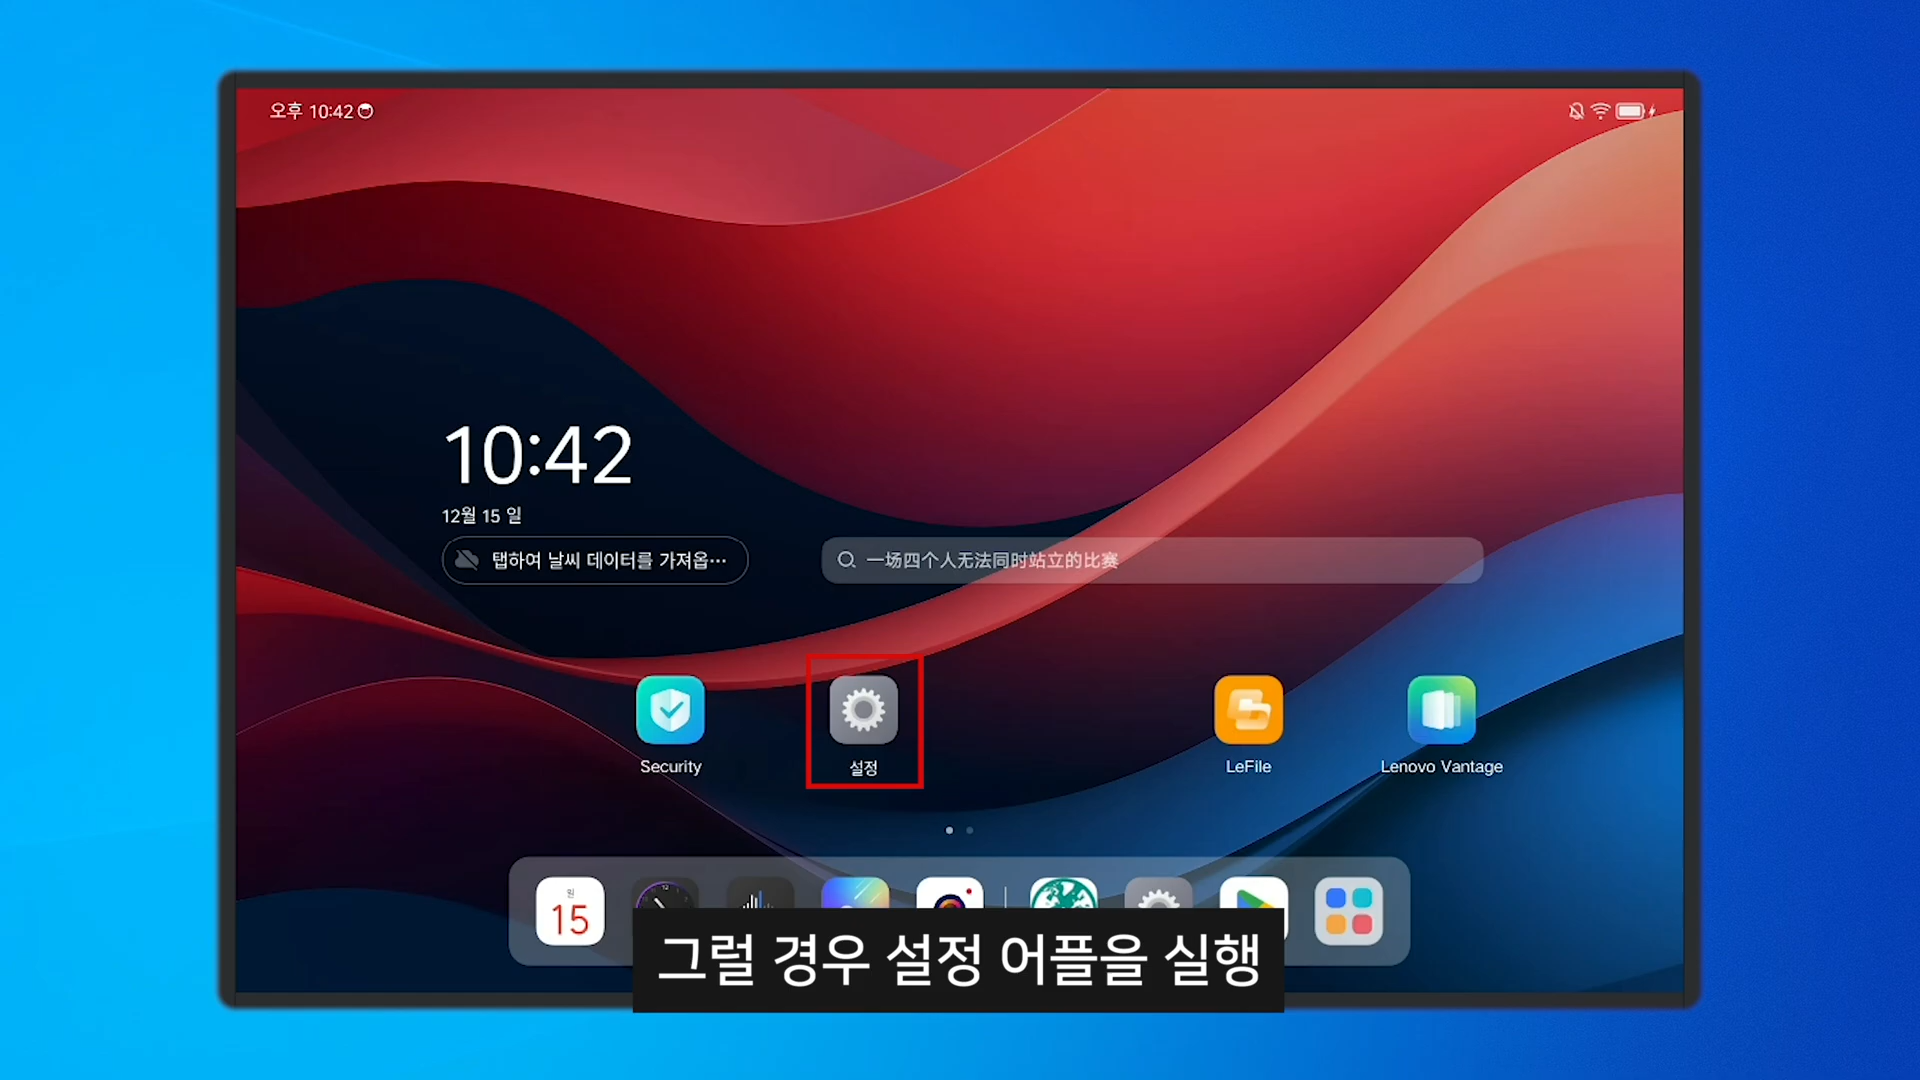 오후 10:42
10:42
12월 15 일
탭하여 날씨 데이터를 가져옵…
一场四个人无法同时站立的比赛
Security
설정
LeFile
Lenovo Vantage
일
15
12
그럴 경우 설정 어플을 실행